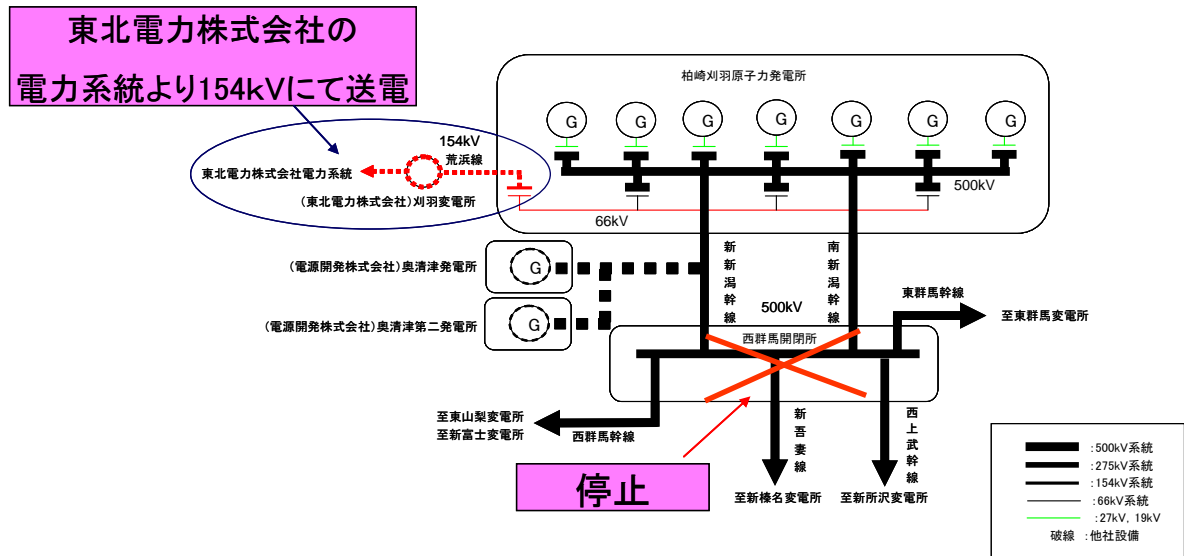 東北電力株式会社の
電力系統より154kVにて送電
柏崎刈羽原子力発電所
G
G
G
G
G
G
G
154kV
荒浜線
東北電力株式会社電力系統
(東北電力株式会社)刈羽変電所
500kV
66kV
(電源開発株式会社)奥清津発電所
G
(電源開発株式会社)奥清津第二発電所
G
新新潟幹線
南新潟幹線
500kV
東群馬幹線
至東群馬変電所
西群馬開閉所
至東山梨変電所
至新富士変電所
西群馬幹線
新吾妻線
西上武幹線
停止
至新榛名変電所
至新所沢変電所
:500kV系統
:275kV系統
:154kV系統
:66kV系統
:27kV, 19kV
破線 :他社設備